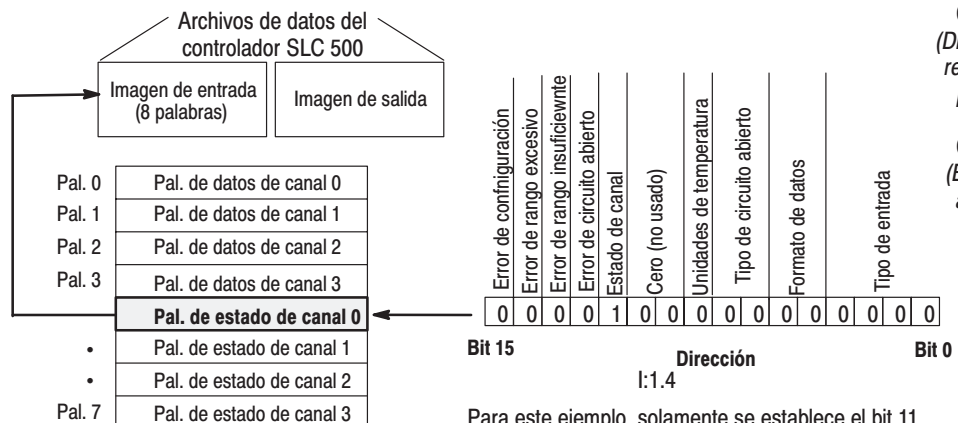 Archivos de datos del
controlador SLC 500
Imagen de entrada
(8 palabras)
Imagen de salida
Pal. 0 Pal. de datos de canal 0
Pal. 1 Pal. de datos de canal 1
Pal. 2 Pal. de datos de canal 2
Pal. 3 Pal. de datos de canal 3
Pal. de estado de canal 0
• Pal. de estado de canal 1
• Pal. de estado de canal 2
Pal. 7 Pal. de estado de canal 3
Error de confniguración
Error de rango excesivo
Error de rango insuficiewnte
Error de circuito abierto
Estado de canal
Cero (no usado)
Unidades de temperatura
Tipo de circuito abierto
Formato de datos
Tipo de entrada
0 0 0 0 1 0 0 0 0 0 0 0 0 0 0 0
Bit 15 Dirección Bit 0
I:1.4
Para este ejemplo, solamente se establece el bit 11